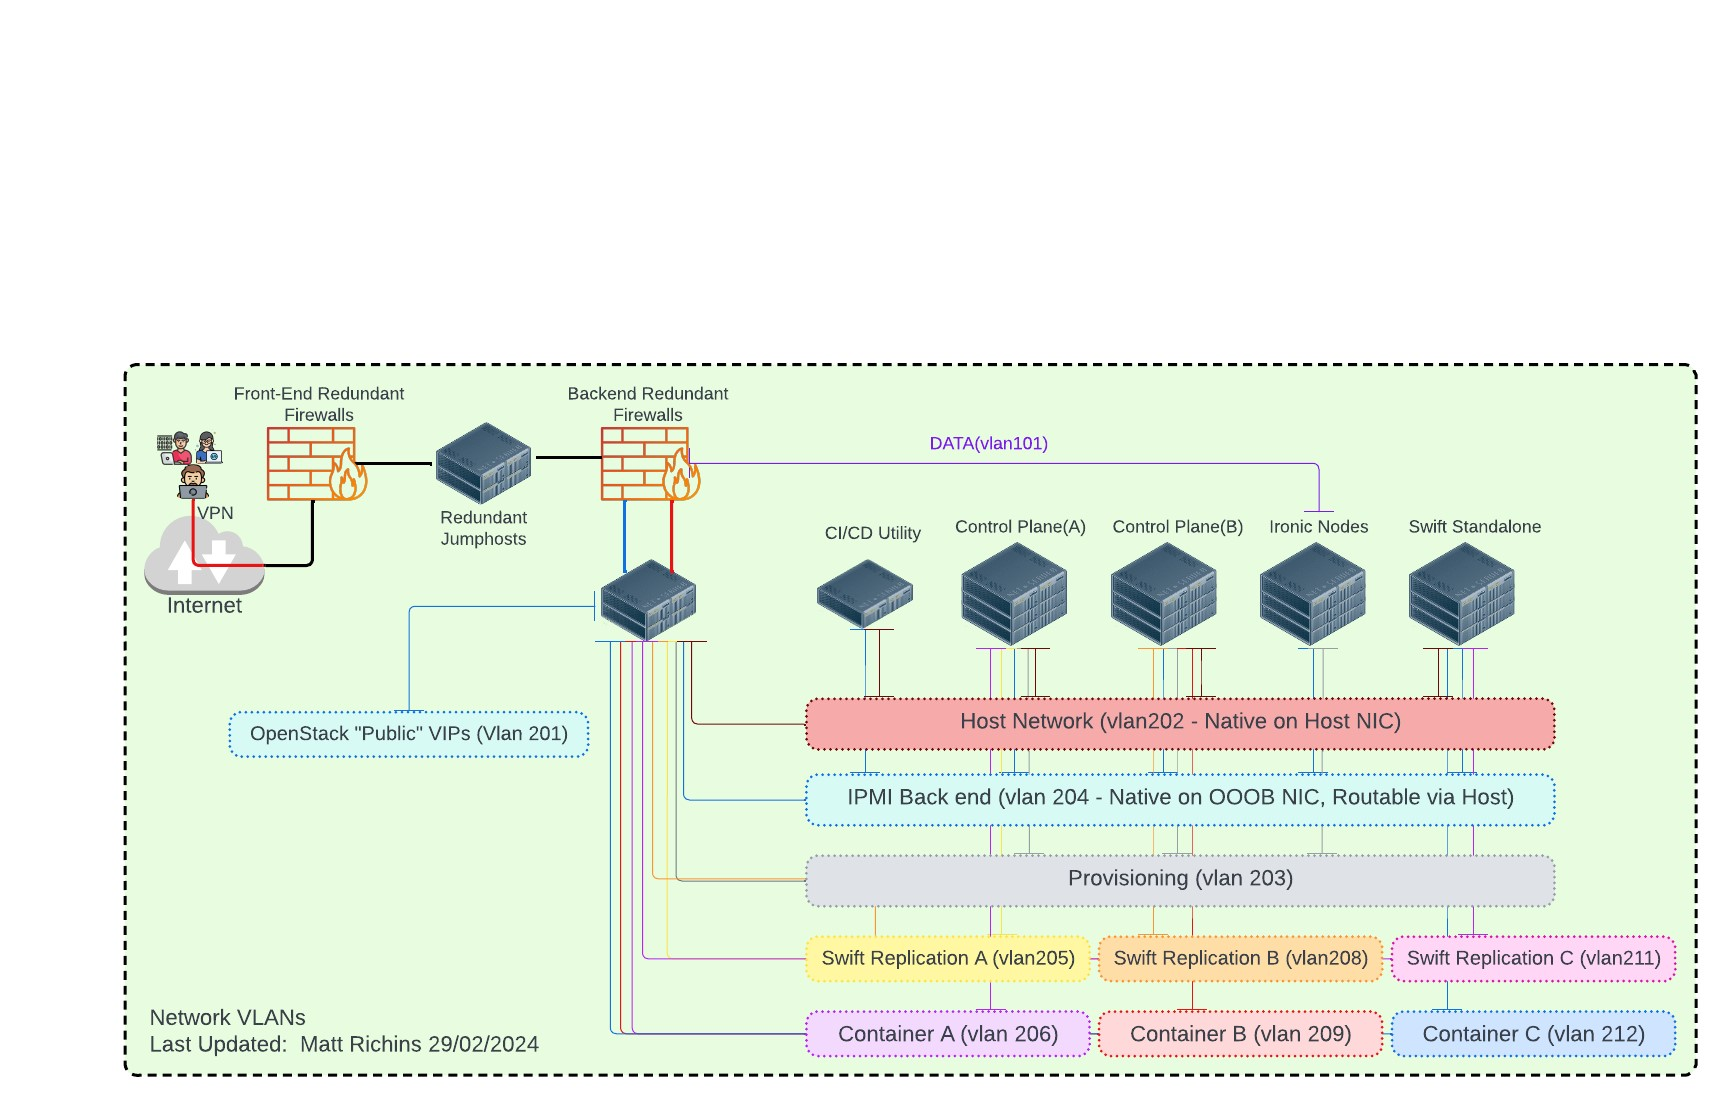 Front-End Redundant
Firewalls
Backend Redundant
Firewalls
DATA(vlan101)
VPN
Internet
Redundant
Jumphosts
CI/CD Utility
Control Plane(A)
Control Plane(B)
Ironic Nodes
Swift Standalone
OpenStack "Public" VIPs (Vlan 201)
Host Network (vlan202 - Native on Host NIC)
IPMI Back end (vlan 204 - Native on OOOB NIC, Routable via Host)
Provisioning (vlan 203)
Swift Replication A (vlan205)
Swift Replication B (vlan208)
Swift Replication C (vlan211)
Container A (vlan 206)
Container B (vlan 209)
Container C (vlan 212)
Network VLANs
Last Updated:  Matt Richins 29/02/2024